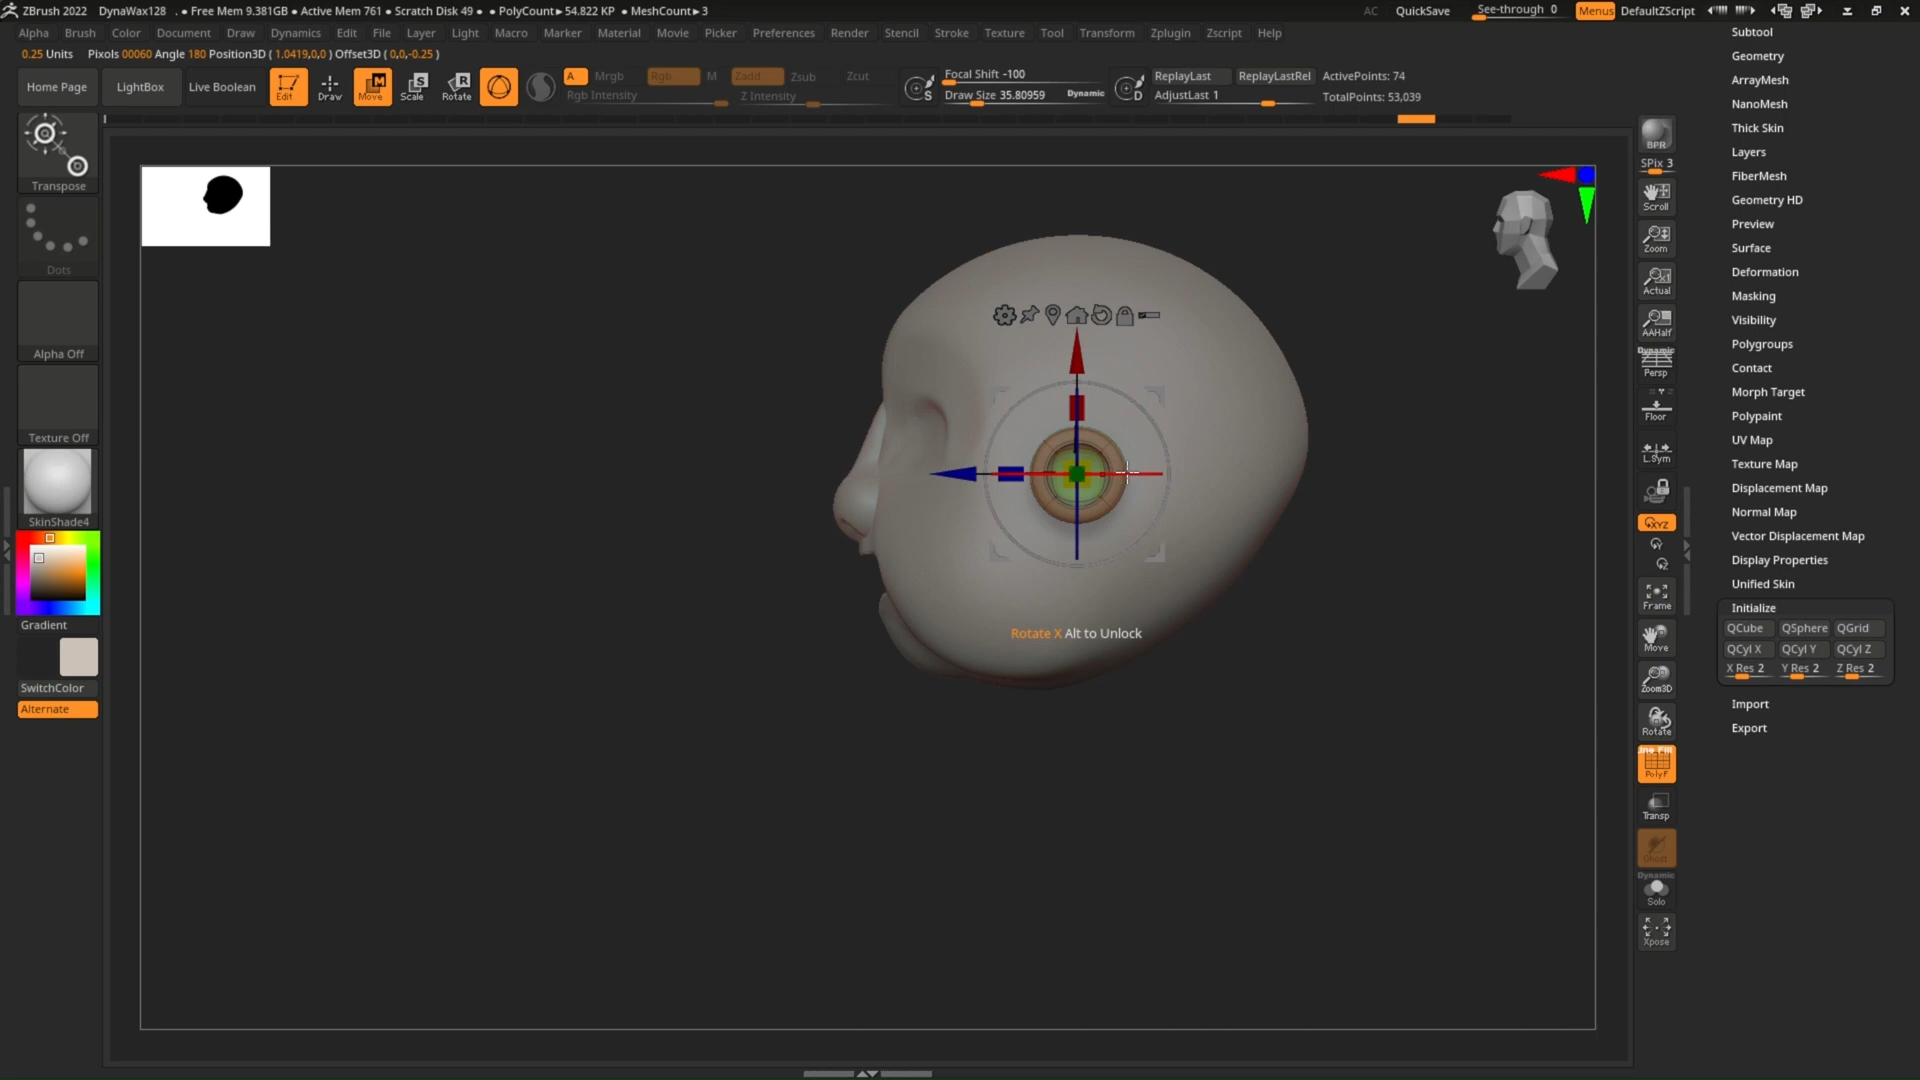 ZBrush 2022 DynaWax128 . • Free Mem 9.381GB • Active Mem 761 • Scratch Disk 49 • • PolyCount▸54.822 KP • MeshCount▸3 AC QuickSave See-through 0 Menus DefaultZScript
Alpha Brush Color Document Draw Dynamics Edit File Layer Light Macro Marker Material Movie Picker Preferences Render Stencil Stroke Texture Tool Transform Zplugin Zscript Help
0.25 Units Pixols 00060 Angle 180 Position3D ( 1.0419,0,0 ) Offset3D ( 0,0,-0.25 )
Home Page LightBox Live Boolean Edit Draw Move Scale Rotate
A Mrgb Rgb M Zadd Zsub Zcut
Rgb Intensity Z Intensity
S Focal Shift -100
Draw Size 35.80959 Dynamic
D ReplayLast ReplayLastRel ActivePoints: 74
AdjustLast 1 TotalPoints: 53,039
Transpose
Dots
Alpha Off
Texture Off
SkinShade4
Gradient
SwitchColor
Alternate
Rotate X Alt to Unlock
BPR
SPix 3
Scroll
Zoom
Actual
AAHalf
Dynamic
Persp
Floor
L.Sym
XYZ
Y
Z
Frame
Move
Zoom3D
Rotate
Line Fill
PolyF
Transp
Ghost
Dynamic
Solo
Xpose
Subtool
Geometry
ArrayMesh
NanoMesh
Thick Skin
Layers
FiberMesh
Geometry HD
Preview
Surface
Deformation
Masking
Visibility
Polygroups
Contact
Morph Target
Polypaint
UV Map
Texture Map
Displacement Map
Normal Map
Vector Displacement Map
Display Properties
Unified Skin
Initialize
QCube QSphere QGrid
QCyl X QCyl Y QCyl Z
X Res 2 Y Res 2 Z Res 2
Import
Export